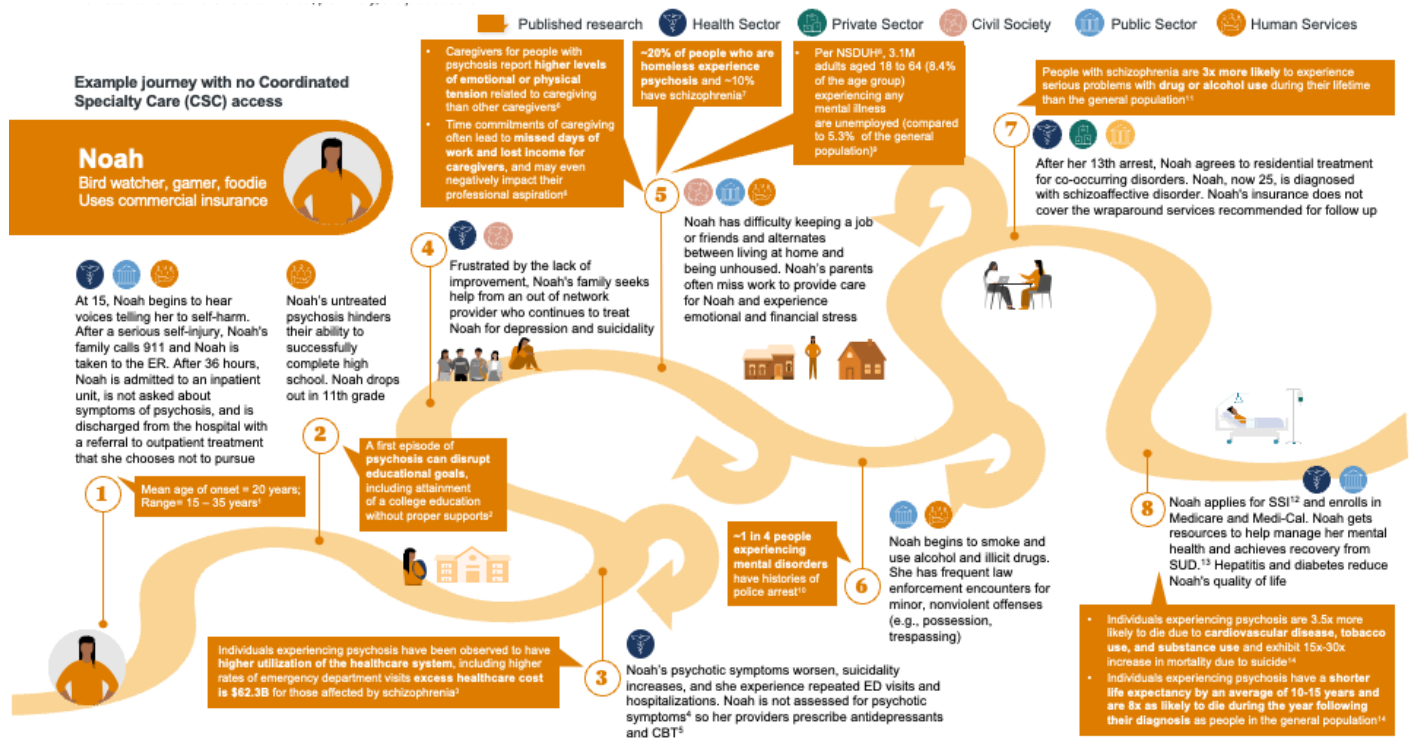 Published research
Health Sector
Private Sector
Civil Society
Public Sector
Human Services
Example journey with no Coordinated
Specialty Care (CSC) access
Noah
Bird watcher, gamer, foodie
Uses commercial insurance
At 15, Noah begins to hear
voices telling her to self-harm.
After a serious self-injury, Noah's
family calls 911 and Noah is
taken to the ER. After 36 hours,
Noah is admitted to an inpatient
unit, is not asked about
symptoms of psychosis, and is
discharged from the hospital with
a referral to outpatient treatment
that she chooses not to pursue
1
Mean age of onset = 20 years;
Range= 15 – 35 years¹
Noah's untreated
psychosis hinders
their ability to
successfully
complete high
school. Noah drops
out in 11th grade
2
A first episode of
psychosis can disrupt
educational goals,
including attainment
of a college education
without proper supports²
Individuals experiencing psychosis have been observed to have
higher utilization of the healthcare system, including higher
rates of emergency department visits excess healthcare cost
is $62.3B for those affected by schizophrenia³
3
Noah's psychotic symptoms worsen, suicidality
increases, and she experience repeated ED visits and
hospitalizations. Noah is not assessed for psychotic
symptoms⁴ so her providers prescribe antidepressants
and CBT⁵
4
Frustrated by the lack of
improvement, Noah's family seeks
help from an out of network
provider who continues to treat
Noah for depression and suicidality
• Caregivers for people with
psychosis report higher levels
of emotional or physical
tension related to caregiving
than other caregivers⁶
• Time commitments of caregiving
often lead to missed days of
work and lost income for
caregivers, and may even
negatively impact their
professional aspiration⁶
~20% of people who are
homeless experience
psychosis and ~10%
have schizophrenia⁷
• Per NSDUH⁸, 3.1M
adults aged 18 to 64 (8.4%
of the age group)
experiencing any
mental illness
are unemployed (compared
to 5.3% of the general
population)⁹
5
Noah has difficulty keeping a job
or friends and alternates
between living at home and
being unhoused. Noah's parents
often miss work to provide care
for Noah and experience
emotional and financial stress
~1 in 4 people
experiencing
mental disorders
have histories of
police arrest¹⁰
6
Noah begins to smoke and
use alcohol and illicit drugs.
She has frequent law
enforcement encounters for
minor, nonviolent offenses
(e.g., possession,
trespassing)
People with schizophrenia are 3x more likely to experience
serious problems with drug or alcohol use during their lifetime
than the general population¹¹
7
After her 13th arrest, Noah agrees to residential treatment
for co-occurring disorders. Noah, now 25, is diagnosed
with schizoaffective disorder. Noah's insurance does not
cover the wraparound services recommended for follow up
8
Noah applies for SSI¹² and enrolls in
Medicare and Medi-Cal. Noah gets
resources to help manage her mental
health and achieves recovery from
SUD.¹³ Hepatitis and diabetes reduce
Noah's quality of life
• Individuals experiencing psychosis are 3.5x more
likely to die due to cardiovascular disease, tobacco
use, and substance use and exhibit 15x-30x
increase in mortality due to suicide¹⁴
• Individuals experiencing psychosis have a shorter
life expectancy by an average of 10-15 years and
are 8x as likely to die during the year following
their diagnosis as people in the general population¹⁴